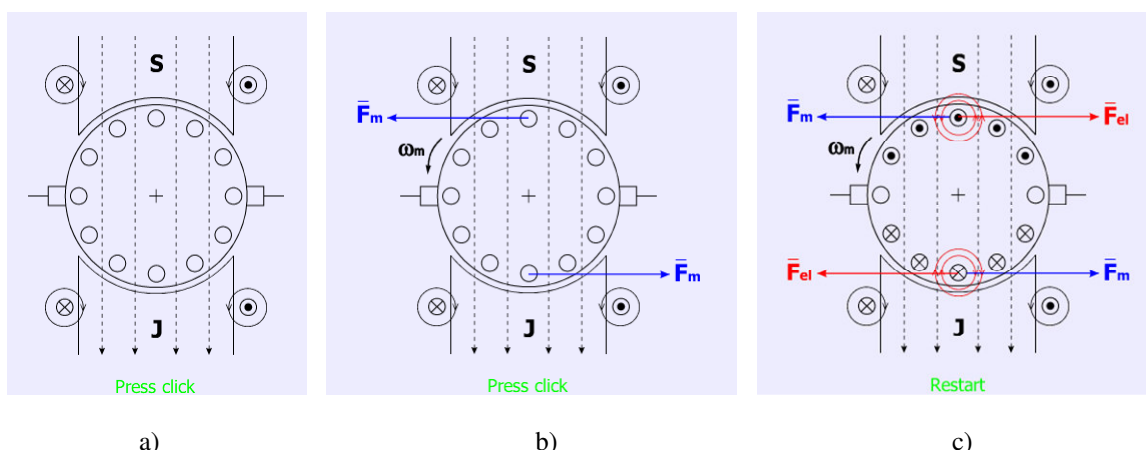 S
J
Press click
a)
S
F̅m
ωm
F̅m
J
Press click
b)
S
F̅m
F̅el
ωm
F̅el
F̅m
J
Restart
c)